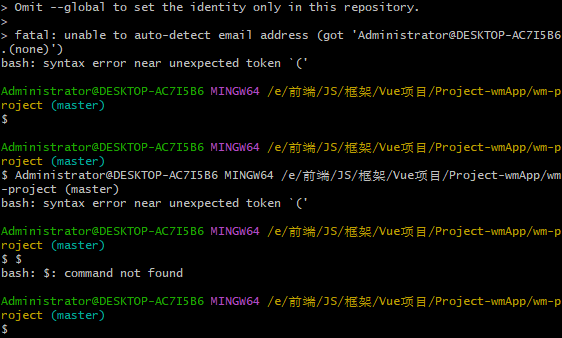 > Omit --global to set the identity only in this repository.
>
> fatal: unable to auto-detect email address (got 'Administrator@DESKTOP-AC7I5B6
.(none)')
bash: syntax error near unexpected token `('
Administrator@DESKTOP-AC7I5B6 MINGW64 /e/前端/JS/框架/Vue项目/Project-wmApp/wm-p
roject (master)
$
Administrator@DESKTOP-AC7I5B6 MINGW64 /e/前端/JS/框架/Vue项目/Project-wmApp/wm-p
roject (master)
$ Administrator@DESKTOP-AC7I5B6 MINGW64 /e/前端/JS/框架/Vue项目/Project-wmApp/wm
-project (master)
bash: syntax error near unexpected token `('
Administrator@DESKTOP-AC7I5B6 MINGW64 /e/前端/JS/框架/Vue项目/Project-wmApp/wm-p
roject (master)
$ $
bash: $: command not found
Administrator@DESKTOP-AC7I5B6 MINGW64 /e/前端/JS/框架/Vue项目/Project-wmApp/wm-p
roject (master)
$